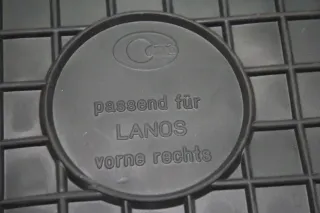 passend für
LANOS
vorne rechts